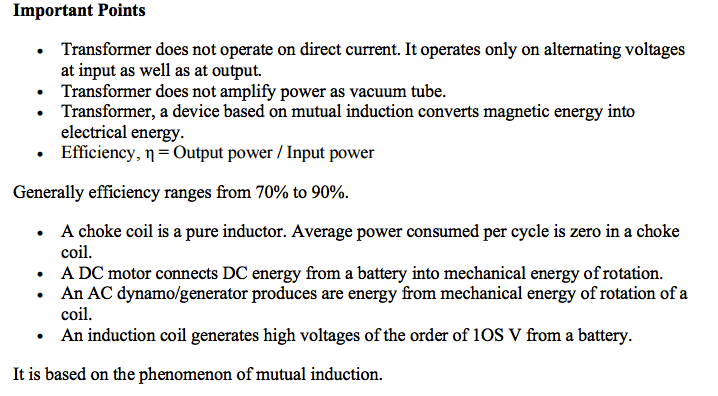 Important Points
• Transformer does not operate on direct current. It operates only on alternating voltages
at input as well as at output.
• Transformer does not amplify power as vacuum tube.
• Transformer, a device based on mutual induction converts magnetic energy into
electrical energy.
• Efficiency, η = Output power / Input power
Generally efficiency ranges from 70% to 90%.
• A choke coil is a pure inductor. Average power consumed per cycle is zero in a choke
coil.
• A DC motor connects DC energy from a battery into mechanical energy of rotation.
• An AC dynamo/generator produces are energy from mechanical energy of rotation of a
coil.
• An induction coil generates high voltages of the order of 1OS V from a battery.
It is based on the phenomenon of mutual induction.